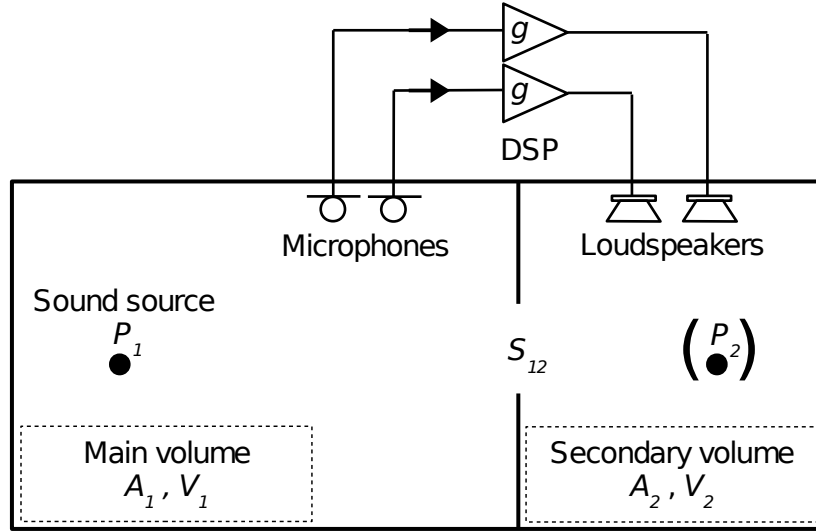 g
g
DSP
Microphones
Loudspeakers
Sound source
P₁
S₁₂
(P₂)
Main volume
A₁ , V₁
Secondary volume
A₂ , V₂